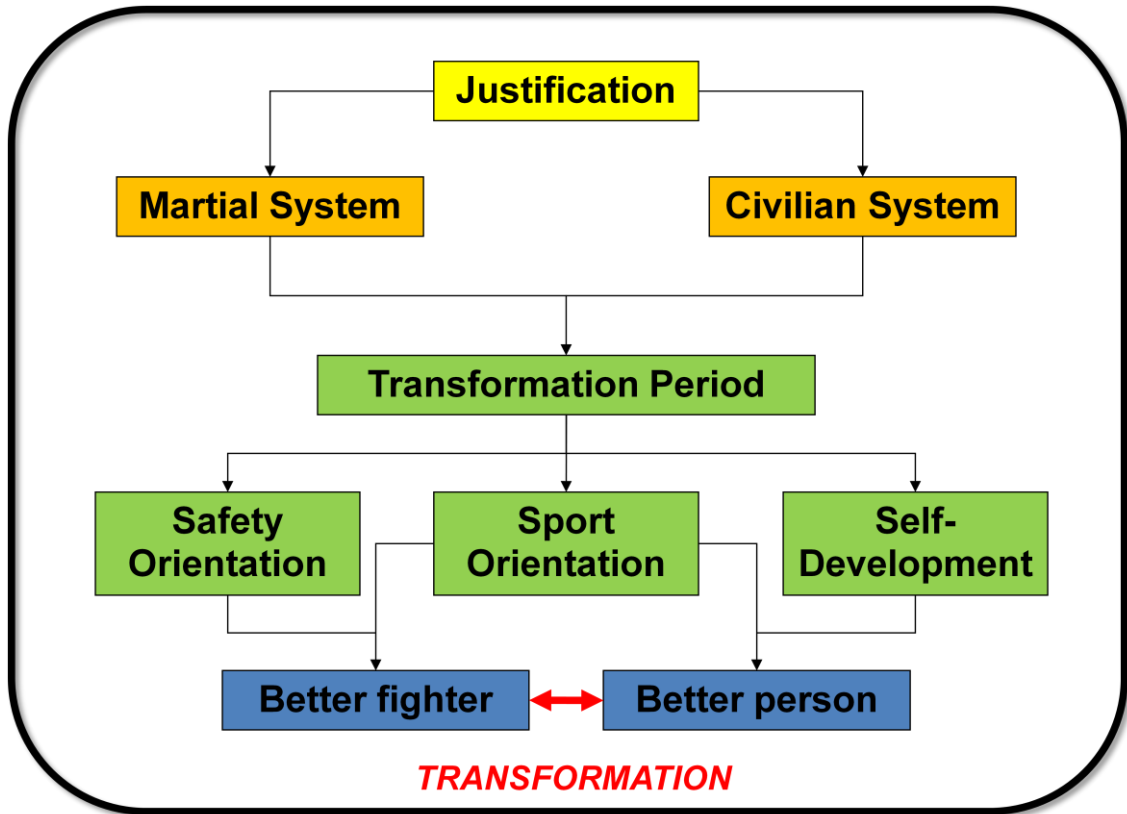 Justification
Martial System
Civilian System
Transformation Period
Safety
Orientation
Sport
Orientation
Self-
Development
Better fighter
Better person
TRANSFORMATION